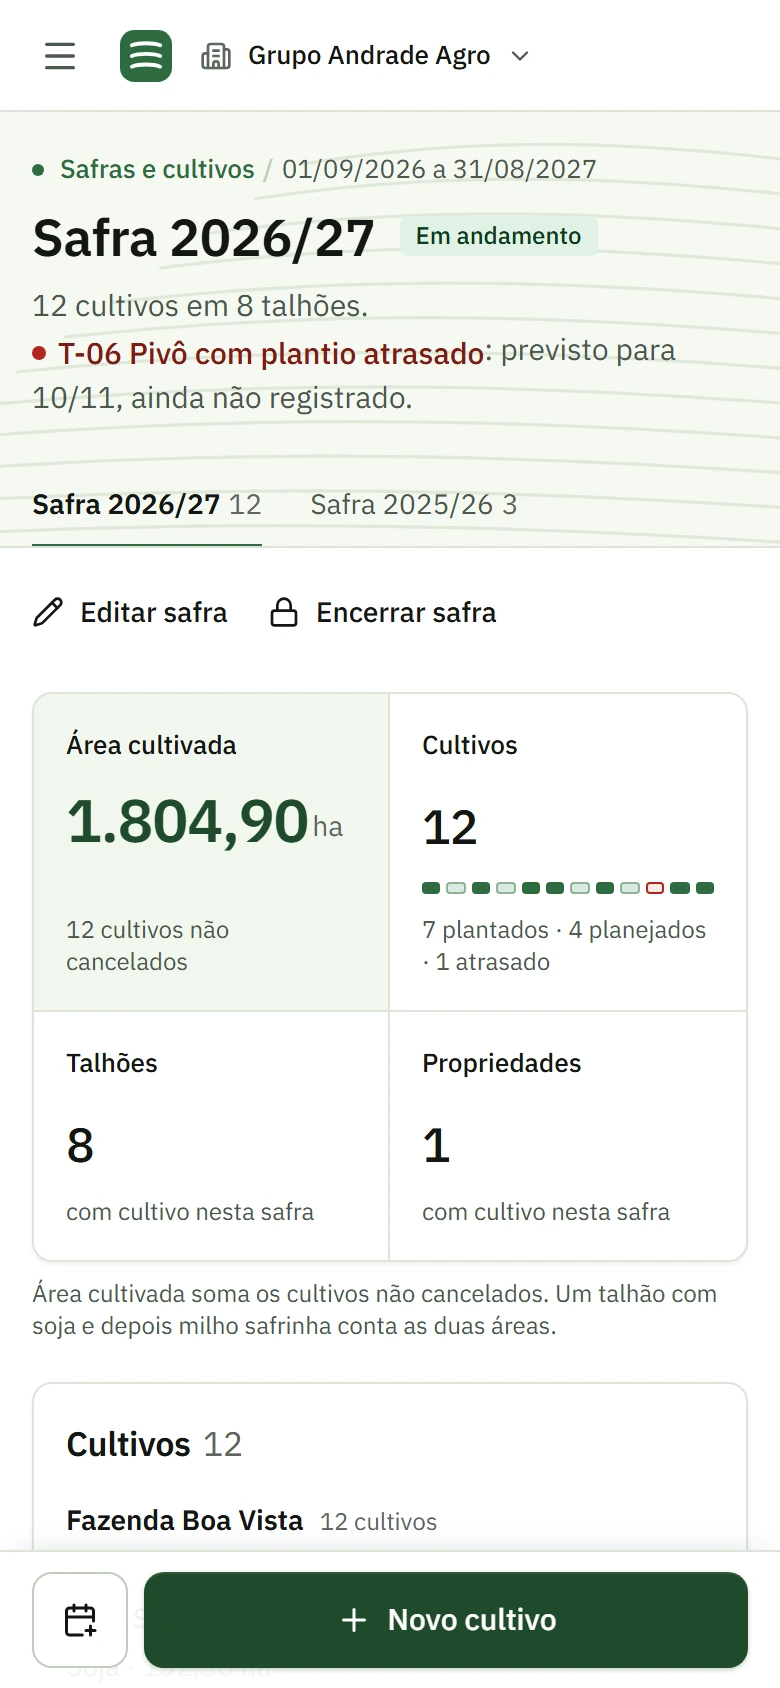 Grupo Andrade Agro
Safras e cultivos / 01/09/2026 a 31/08/2027
Safra 2026/27 Em andamento
12 cultivos em 8 talhões.
T-06 Pivô com plantio atrasado: previsto para
10/11, ainda não registrado.
Safra 2026/27 12 Safra 2025/26 3
Editar safra Encerrar safra
Área cultivada
1.804,90 ha
12 cultivos não
cancelados
Cultivos
12
7 plantados · 4 planejados
· 1 atrasado
Talhões
8
com cultivo nesta safra
Propriedades
1
com cultivo nesta safra
Área cultivada soma os cultivos não cancelados. Um talhão com
soja e depois milho safrinha conta as duas áreas.
Cultivos 12
Fazenda Boa Vista 12 cultivos
Novo cultivo